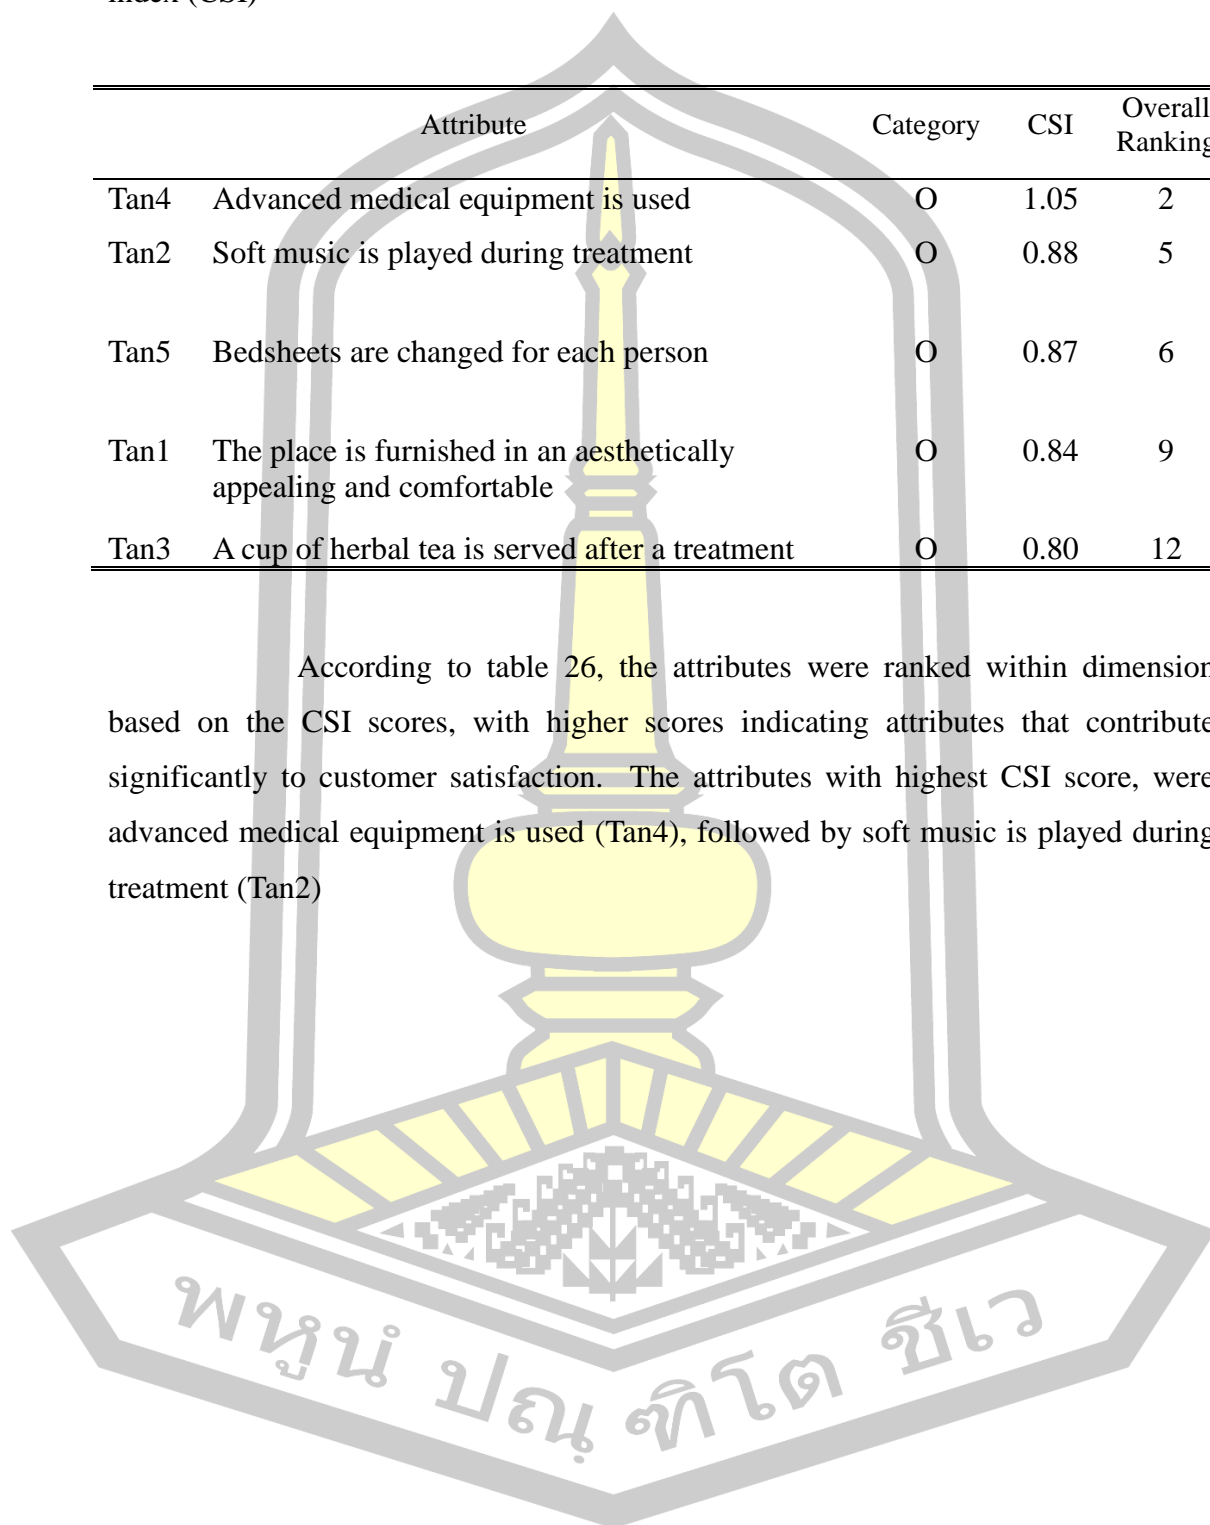 index (CSI)
Attribute Category CSI Overall Ranking
Tan4 Advanced medical equipment is used O 1.05 2
Tan2 Soft music is played during treatment O 0.88 5
Tan5 Bedsheets are changed for each person O 0.87 6
Tan1 The place is furnished in an aesthetically O 0.84 9
appealing and comfortable
Tan3 A cup of herbal tea is served after a treatment O 0.80 12
According to table 26, the attributes were ranked within dimension
based on the CSI scores, with higher scores indicating attributes that contribute
significantly to customer satisfaction. The attributes with highest CSI score, were
advanced medical equipment is used (Tan4), followed by soft music is played during
treatment (Tan2)
พหูนํ ปณฺฑิโต ชีเว